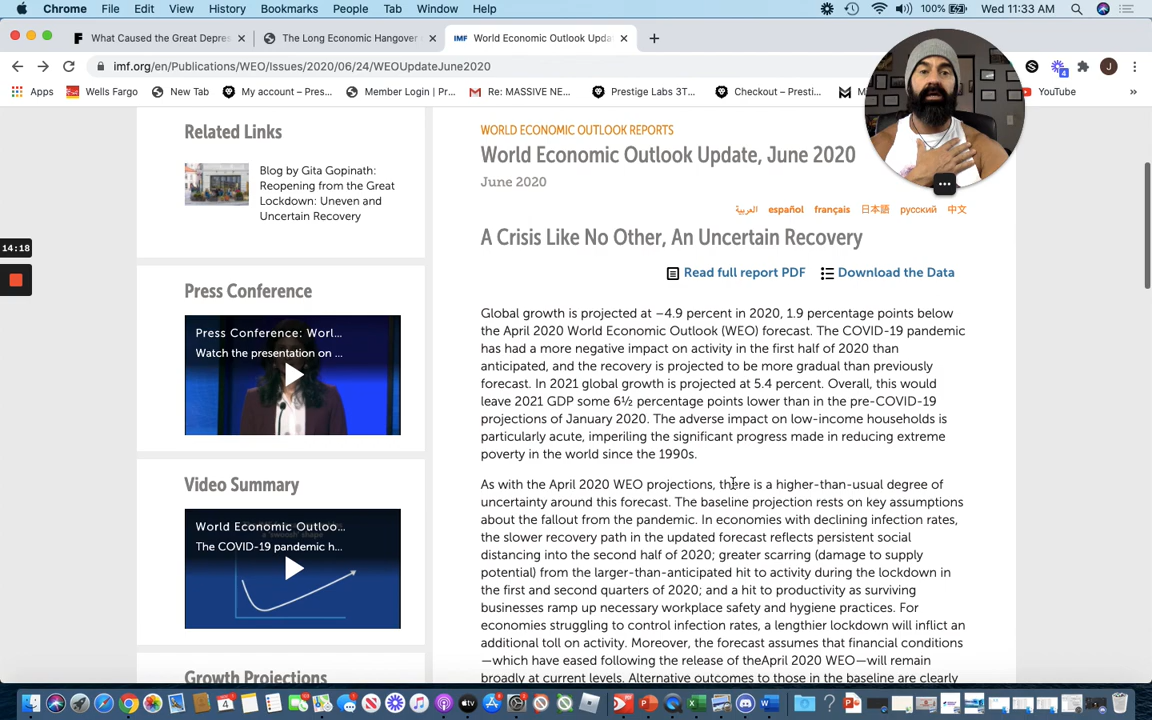 Chrome File Edit View History Bookmarks People Tab Window Help 100% Wed 11:33 AM
What Caused the Great Depres The Long Economic Hangover IMF World Economic Outlook Upda
imf.org/en/Publications/WEO/Issues/2020/06/24/WEOUpdateJune2020
Apps Wells Fargo New Tab My account – Pres... Member Login | Pr... Re: MASSIVE NE... Prestige Labs 3T... Checkout – Prestig... YouTube
14:18
Related Links
Blog by Gita Gopinath:
Reopening from the Great
Lockdown: Uneven and
Uncertain Recovery
Press Conference
Press Conference: Worl...
Watch the presentation on ...
Video Summary
World Economic Outloo...
The COVID-19 pandemic h...
Growth Projections
WORLD ECONOMIC OUTLOOK REPORTS
World Economic Outlook Update, June 2020
June 2020
العربية español français 日本語 русский 中文
A Crisis Like No Other, An Uncertain Recovery
Read full report PDF Download the Data
Global growth is projected at –4.9 percent in 2020, 1.9 percentage points below
the April 2020 World Economic Outlook (WEO) forecast. The COVID-19 pandemic
has had a more negative impact on activity in the first half of 2020 than
anticipated, and the recovery is projected to be more gradual than previously
forecast. In 2021 global growth is projected at 5.4 percent. Overall, this would
leave 2021 GDP some 6½ percentage points lower than in the pre-COVID-19
projections of January 2020. The adverse impact on low-income households is
particularly acute, imperiling the significant progress made in reducing extreme
poverty in the world since the 1990s.
As with the April 2020 WEO projections, there is a higher-than-usual degree of
uncertainty around this forecast. The baseline projection rests on key assumptions
about the fallout from the pandemic. In economies with declining infection rates,
the slower recovery path in the updated forecast reflects persistent social
distancing into the second half of 2020; greater scarring (damage to supply
potential) from the larger-than-anticipated hit to activity during the lockdown in
the first and second quarters of 2020; and a hit to productivity as surviving
businesses ramp up necessary workplace safety and hygiene practices. For
economies struggling to control infection rates, a lengthier lockdown will inflict an
additional toll on activity. Moreover, the forecast assumes that financial conditions
—which have eased following the release of theApril 2020 WEO—will remain
broadly at current levels. Alternative outcomes to those in the baseline are clearly